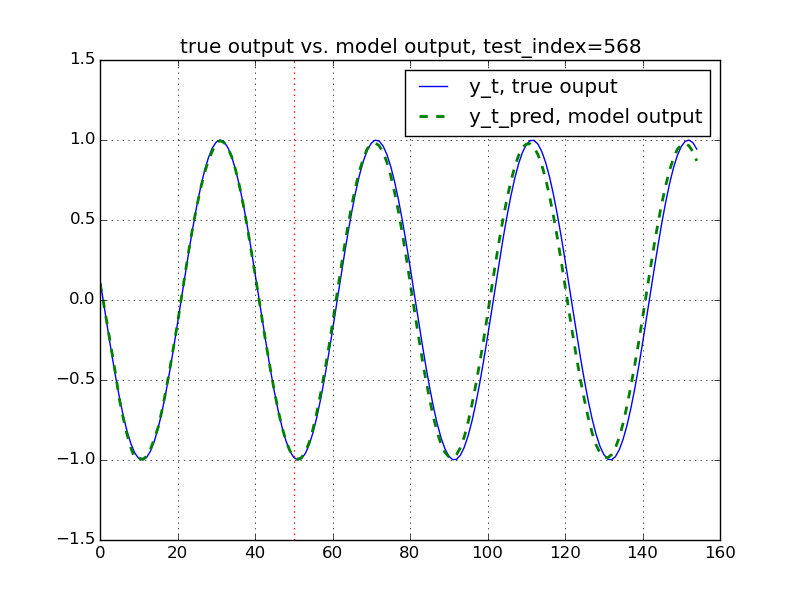 true output vs. model output, test_index=568
y_t, true ouput
y_t_pred, model output
1.5
1.0
0.5
0.0
−0.5
−1.0
−1.5
0 20 40 60 80 100 120 140 160